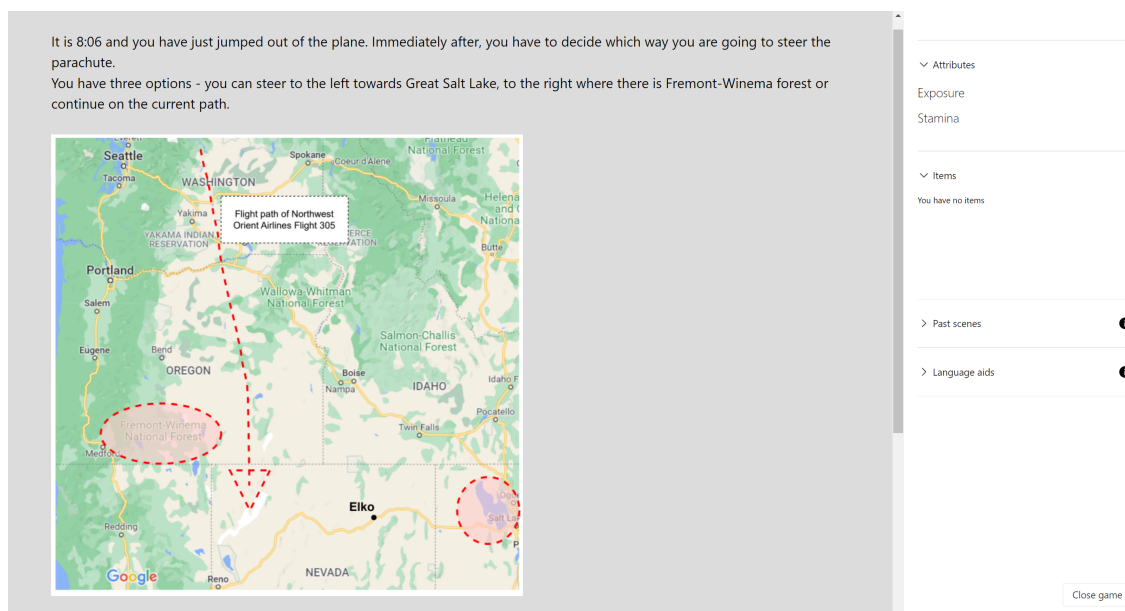 It is 8:06 and you have just jumped out of the plane. Immediately after, you have to decide which way you are going to steer the
parachute.
You have three options - you can steer to the left towards Great Salt Lake, to the right where there is Fremont-Winema forest or
continue on the current path.
Seattle
Tacoma
WASHINGTON
Spokane
Coeur d'Alene
National Forest
Missoula
Helena
and
Nationa
Yakima
Flight path of Northwest
Orient Airlines Flight 305
YAKAMA INDIAN
RESERVATION
Butte
Portland
Salem
Wallowa-Whitman
National Forest
Salmon-Challis
National Forest
Eugene
Bend
OREGON
Boise
Nampa
IDAHO
Idaho F
Pocatello
Fremont-Winema
National Forest
Medford
Twin Falls
Elko
Salt La
Redding
Google
Reno
NEVADA
Attributes
Exposure
Stamina
Items
You have no items
Past scenes
Language aids
Close game